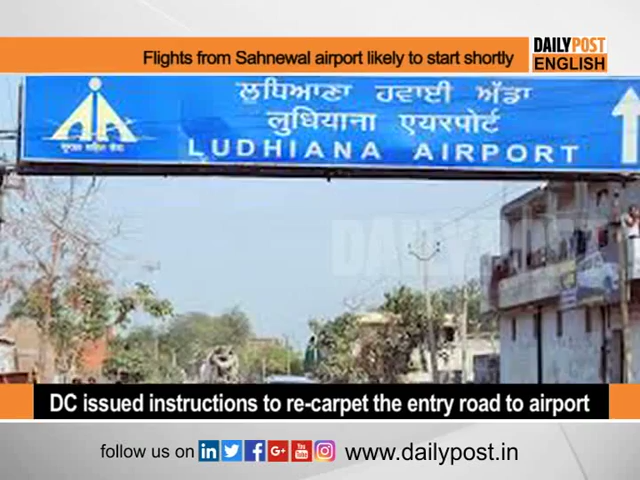 DAILYPOST
ENGLISH
Flights from Sahnewal airport likely to start shortly
ਲੁਧਿਆਣਾ ਹਵਾਈ ਅੱਡਾ
लुधियाना एयरपोर्ट
LUDHIANA AIRPORT
DAILYPOST
DC issued instructions to re-carpet the entry road to airport
follow us on
www.dailypost.in